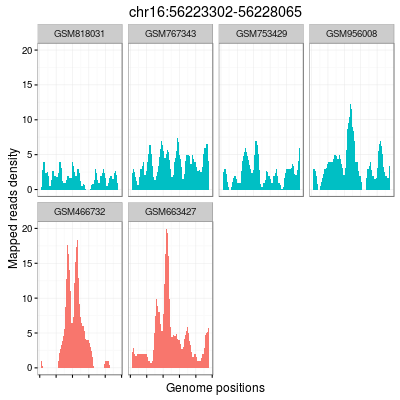 chr16:56223302-56228065
GSM818031 GSM767343 GSM753429 GSM956008
20
15
10
5
0
GSM466732 GSM663427
20
15
10
5
0
Mapped reads density
Genome positions